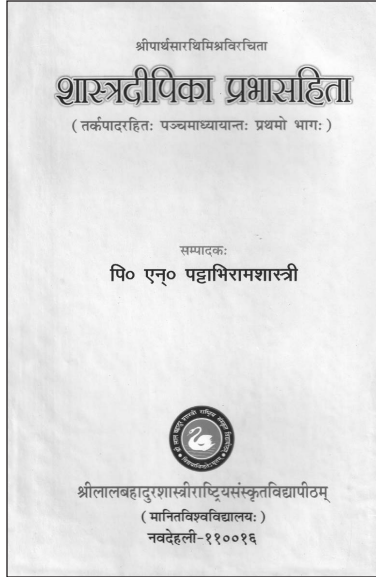 श्रीपार्थसारथिमिश्रविरचिता
शास्त्रदीपिका प्रभासहिता
( तर्कपादरहितः पञ्चमाध्यायान्तः प्रथमो भागः )
सम्पादकः
पि० एन्० पट्टाभिरामशास्त्री
श्रीलालबहादुरशास्त्रीराष्ट्रियसंस्कृतविद्यापीठम्
( मानितविश्वविद्यालयः )
नवदेहली-११००१६